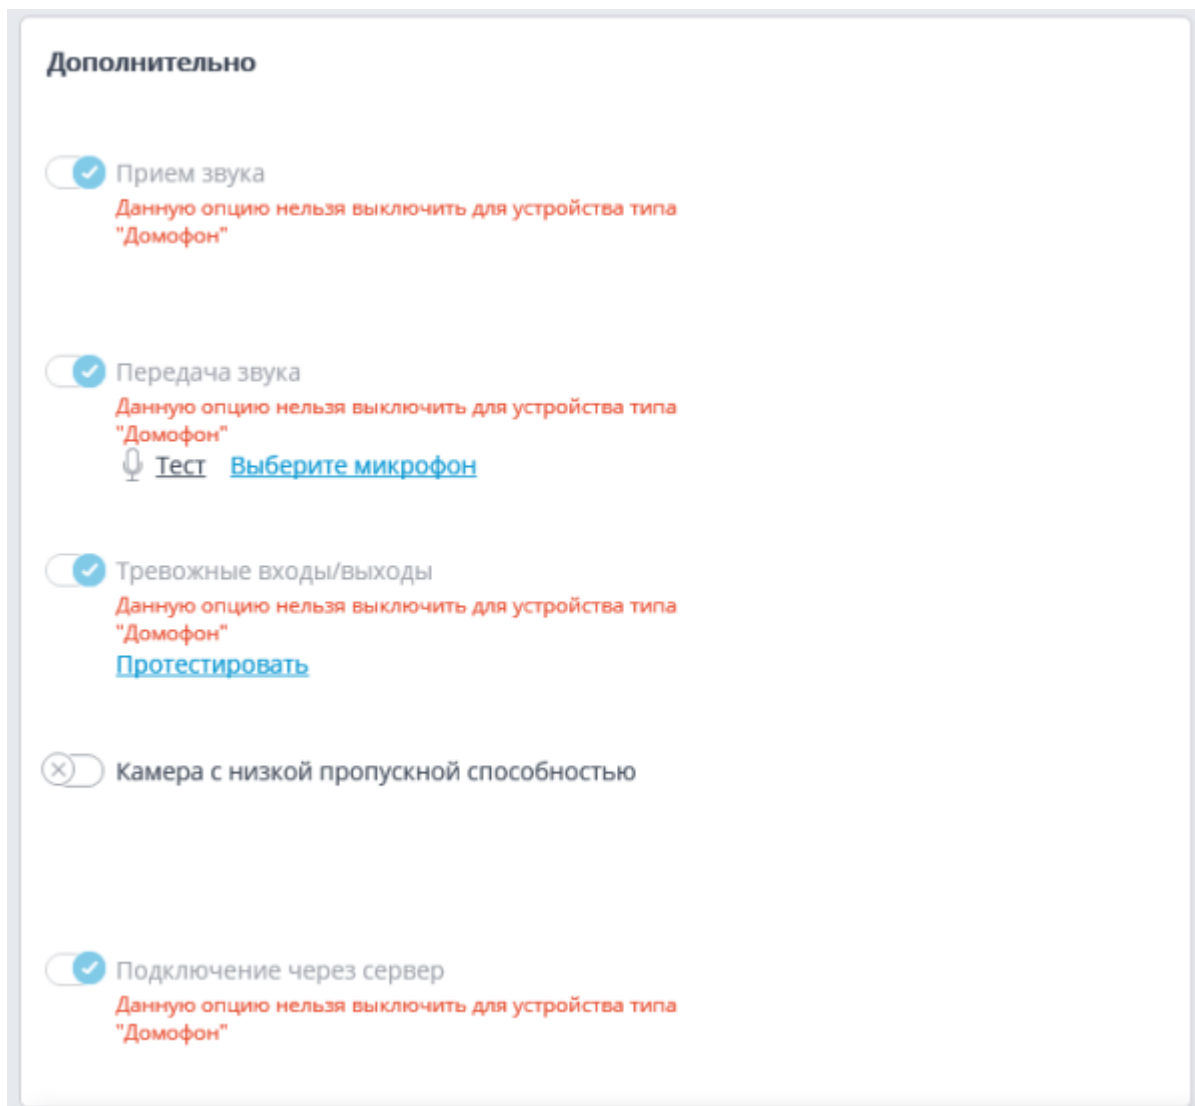 Дополнительно
Прием звука
Данную опцию нельзя выключить для устройства типа
"Домофон"
Передача звука
Данную опцию нельзя выключить для устройства типа
"Домофон"
Тест Выберите микрофон
Тревожные входы/выходы
Данную опцию нельзя выключить для устройства типа
"Домофон"
Протестировать
Камера с низкой пропускной способностью
Подключение через сервер
Данную опцию нельзя выключить для устройства типа
"Домофон"